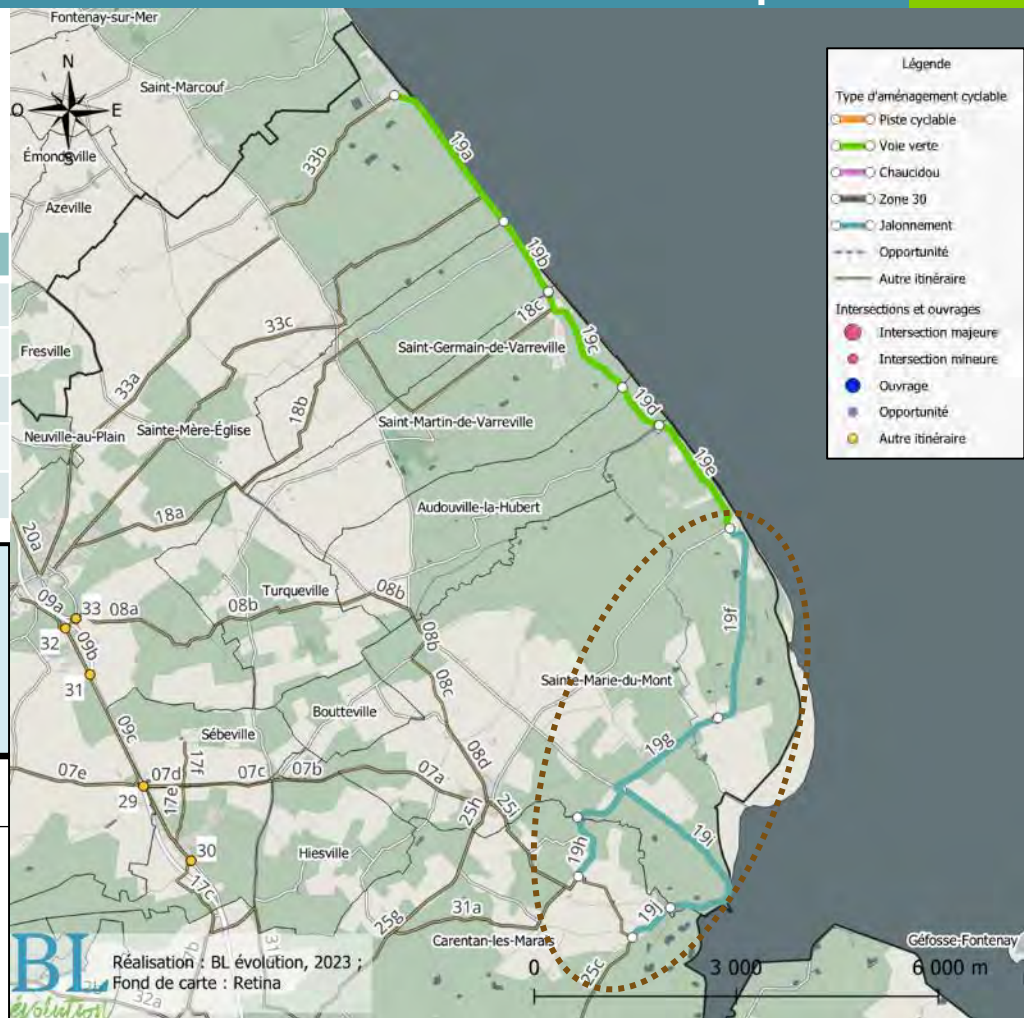 Fontenay-sur-Mer
Saint-Marcouf
N
O
E
S
Émondeville
Azeville
33b
19a
19b
18c
19c
33c
Fresville
Saint-Germain-de-Varreville
33a
19d
18b
Saint-Martin-de-Varreville
Neuville-au-Plain
Sainte-Mère-Église
19e
Audouville-la-Hubert
18a
20a
Turqueville
08b
09a
33
08a
08b
32
09b
08b
19f
31
08c
Sainte-Marie-du-Mont
Boutteville
09c
Sébeville
08d
19g
07e
07d
17f
07c
07b
07a
29
17e
25h
25i
19i
30
Hiesville
19h
17c
25g
31a
19j
Carentan-les-Marais
25c
Géfosse-Fontenay
32a
Légende
Type d'aménagement cyclable
Piste cyclable
Voie verte
Chaucidou
Zone 30
Jalonnement
Opportunité
Autre itinéraire
Intersections et ouvrages
Intersection majeure
Intersection mineure
Ouvrage
Opportunité
Autre itinéraire
BL
évolution
Réalisation : BL évolution, 2023 ;
Fond de carte : Retina
0
3 000
6 000 m